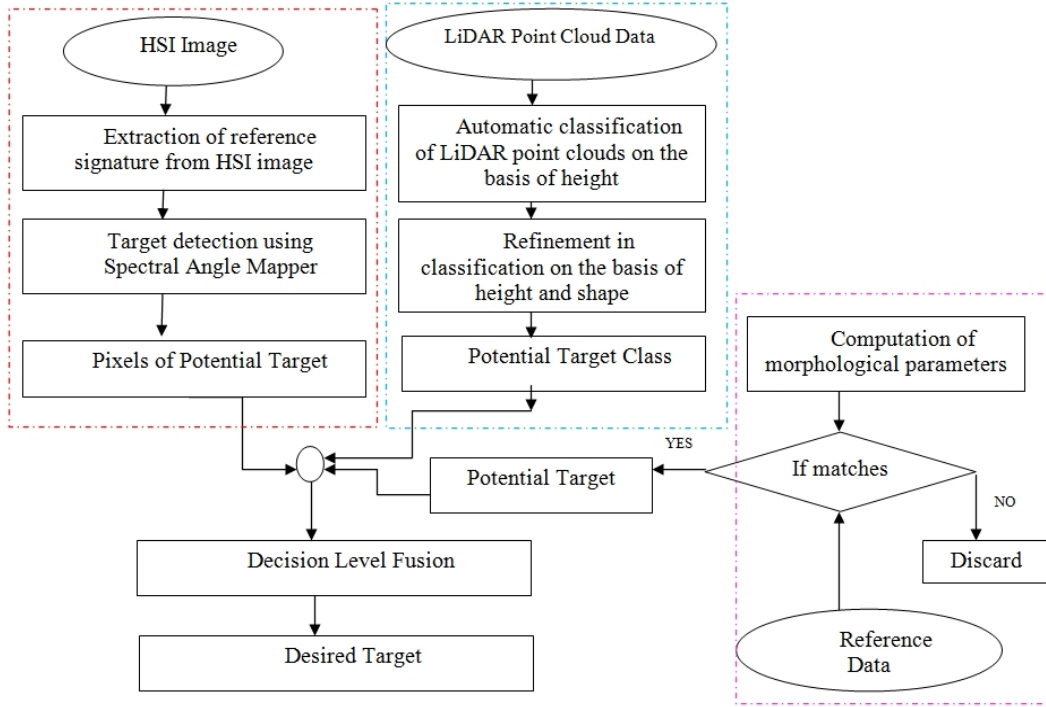 HSI Image
Extraction of reference
signature from HSI image
Target detection using
Spectral Angle Mapper
Pixels of Potential Target
LiDAR Point Cloud Data
Automatic classification
of LiDAR point clouds on the
basis of height
Refinement in
classification on the basis of
height and shape
Potential Target Class
Computation of
morphological parameters
If matches
YES
NO
Potential Target
Discard
Reference
Data
Decision Level Fusion
Desired Target